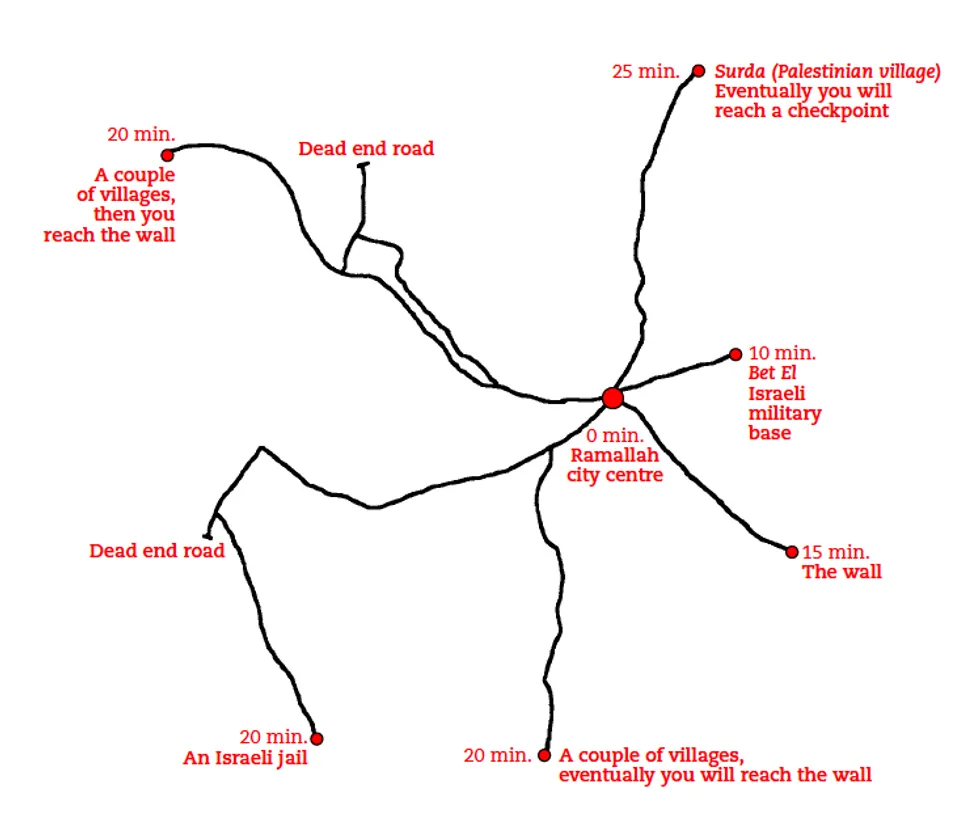 25 min.
Surda (Palestinian village)
Eventually you will
reach a checkpoint
20 min.
A couple
of villages,
then you
reach the wall
Dead end road
10 min.
Bet El
Israeli
military
base
0 min.
Ramallah
city centre
Dead end road
15 min.
The wall
20 min.
An Israeli jail
20 min.
A couple of villages,
eventually you will reach the wall